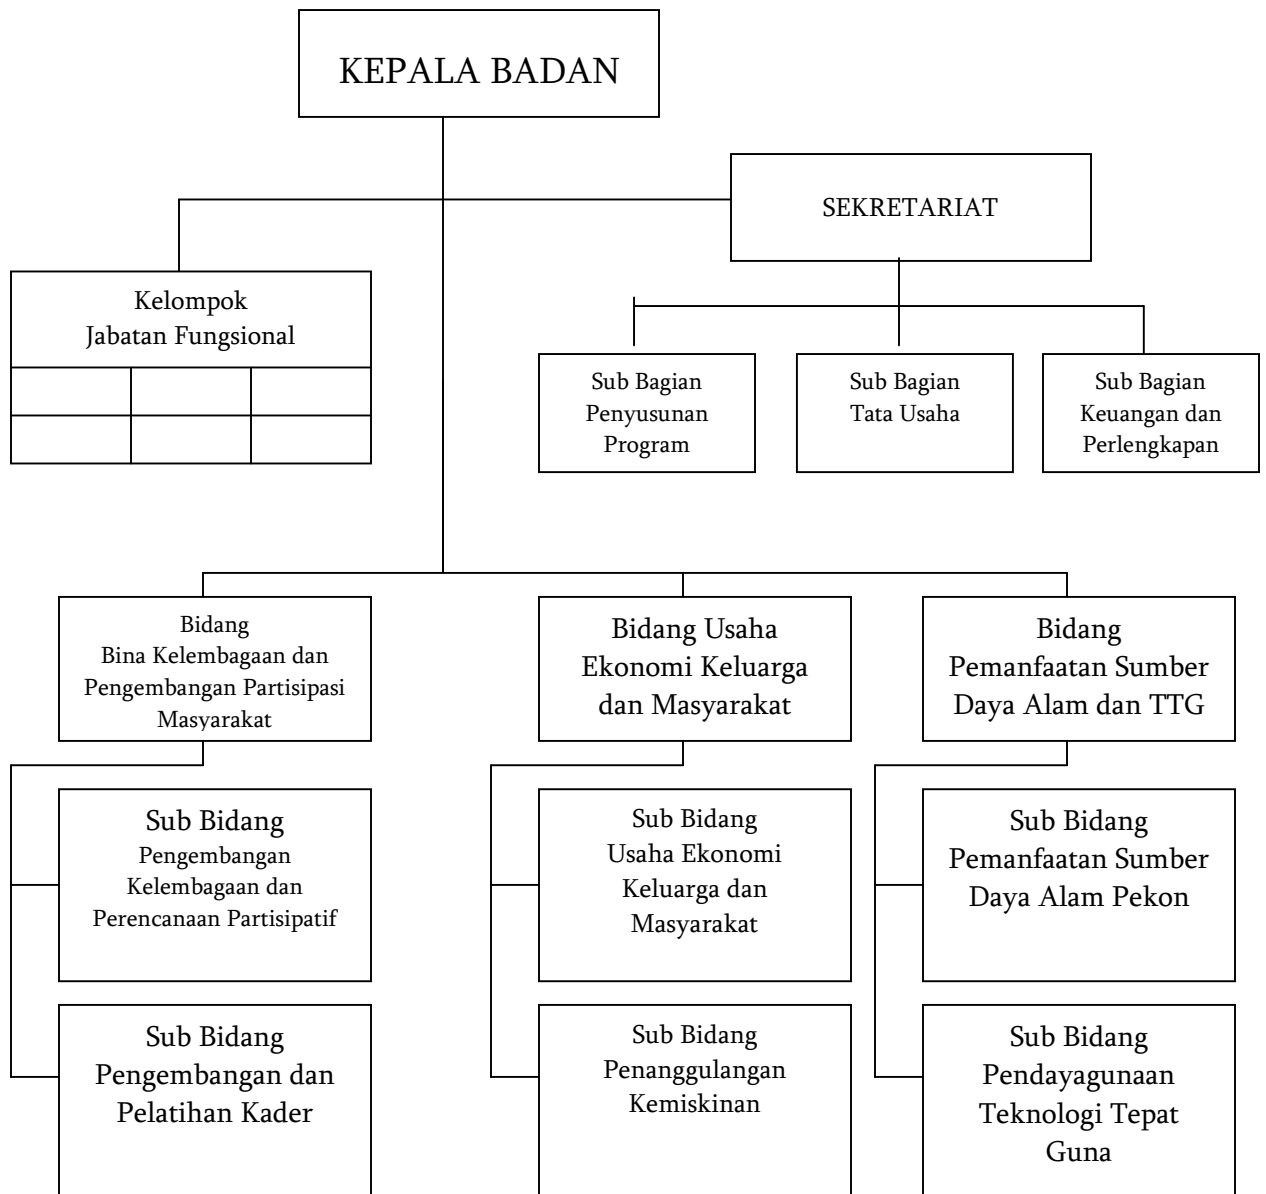 KEPALA BADAN
SEKRETARIAT
Kelompok
Jabatan Fungsional
Sub Bagian
Penyusunan
Program
Sub Bagian
Tata Usaha
Sub Bagian
Keuangan dan
Perlengkapan
Bidang
Bina Kelembagaan dan
Pengembangan Partisipasi
Masyarakat
Bidang Usaha
Ekonomi Keluarga
dan Masyarakat
Bidang
Pemanfaatan Sumber
Daya Alam dan TTG
Sub Bidang
Pengembangan
Kelembagaan dan
Perencanaan Partisipatif
Sub Bidang
Usaha Ekonomi
Keluarga dan
Masyarakat
Sub Bidang
Pemanfaatan Sumber
Daya Alam Pekon
Sub Bidang
Pengembangan dan
Pelatihan Kader
Sub Bidang
Penanggulangan
Kemiskinan
Sub Bidang
Pendayagunaan
Teknologi Tepat
Guna